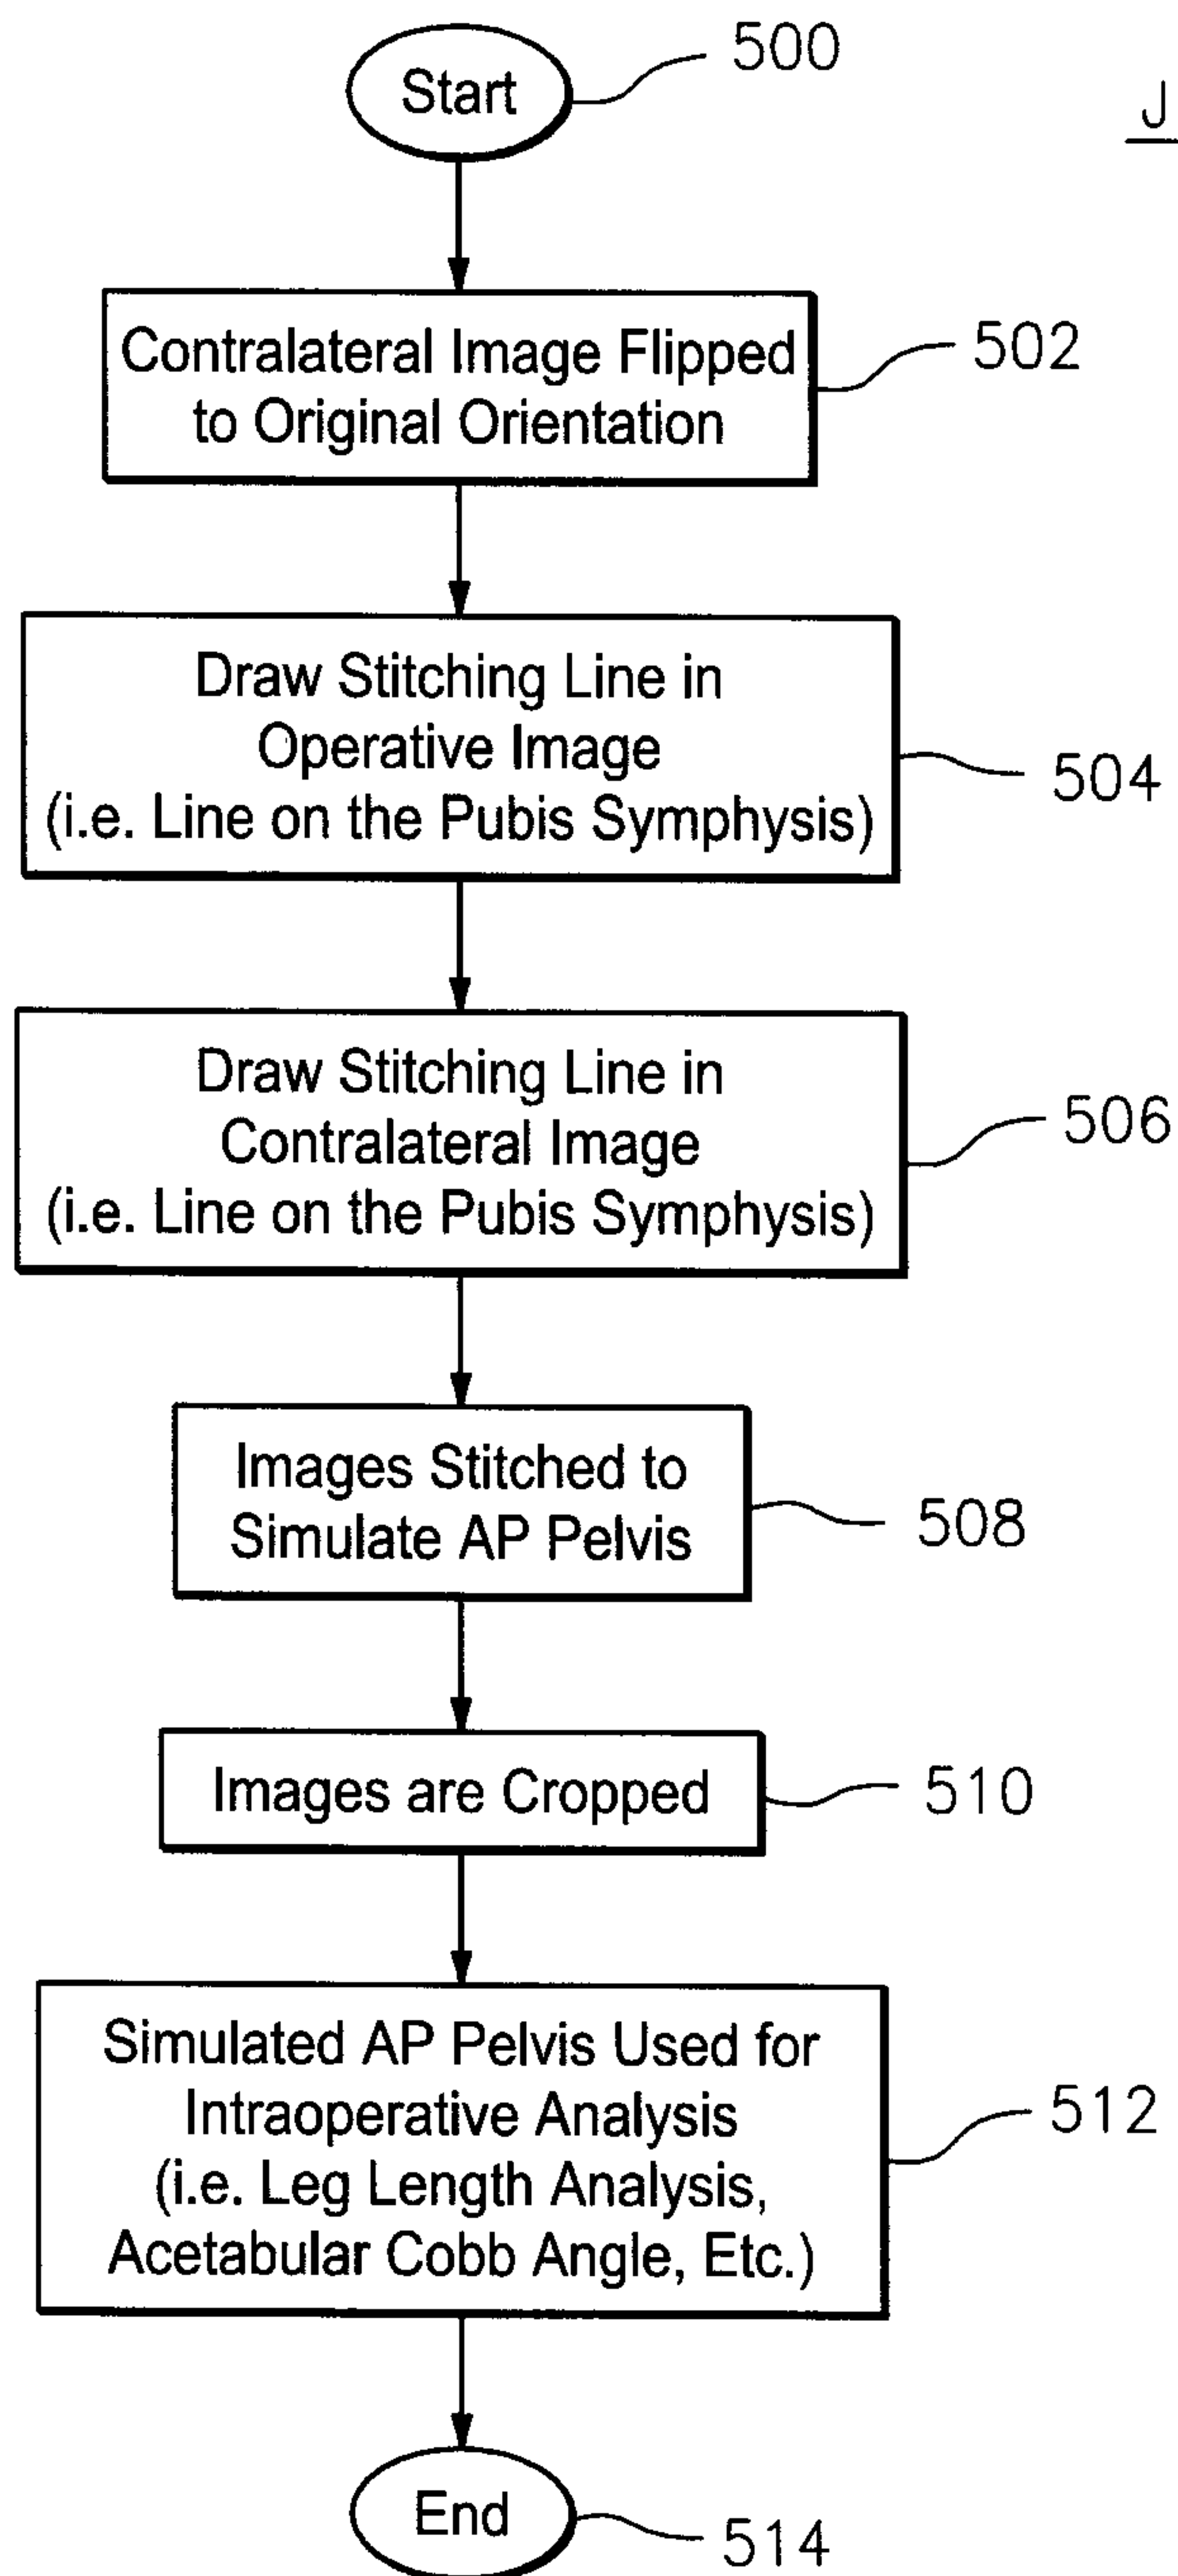 Start
500
J
Contralateral Image Flipped
to Original Orientation
502
Draw Stitching Line in
Operative Image
(i.e. Line on the Pubis Symphysis)
504
Draw Stitching Line in
Contralateral Image
(i.e. Line on the Pubis Symphysis)
506
Images Stitched to
Simulate AP Pelvis
508
Images are Cropped
510
Simulated AP Pelvis Used for
Intraoperative Analysis
(i.e. Leg Length Analysis,
Acetabular Cobb Angle, Etc.)
512
End
514